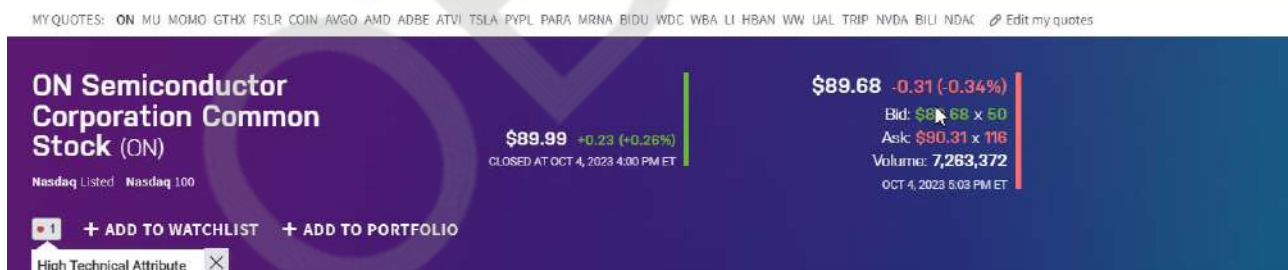 MY QUOTES: ON MU MOMO GTHX FSLR COIN AVGO AMD ADBE ATVI TSLA PYPL PARA MRNA BIDU WDC WBA LI HBAN WW UAL TRIP NVDA BILI NDAC Edit my quotes
ON Semiconductor
Corporation Common
Stock (ON)
Nasdaq Listed Nasdaq 100
$89.99 +0.23 (+0.26%)
CLOSED AT OCT 4, 2023 4:00 PM ET
$89.68 -0.31 (-0.34%)
Bid: x 50
Ask: $90.31 x 116
Volume: 7,263,372
OCT 4, 2023 5:03 PM ET
1 + ADD TO WATCHLIST + ADD TO PORTFOLIO
High Technical Attribute